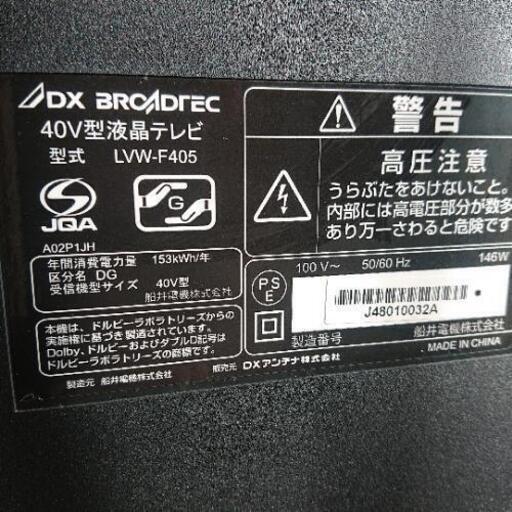 DX BROADTEC
40V型液晶テレビ
型式 LVW-F405
JQA
G
A02P1JH
年間消費電力量 153kWh/年
区分名 DG
受信機型サイズ 40V型
船井電機株式会社
本機は、ドルビーラボラトリーズからの
実施権に基づき製造されています。
Dolby、ドルビーおよびダブルD記号は
ドルビーラボラトリーズの商標です。
製造元 船井電機株式会社
販売元 DXアンテナ株式会社
警告
高圧注意
うらぶたをあけないこと。
内部には高電圧部分が数多
あり万一さわると危険です
100 V~ 50/60 Hz 146W
PSE
J48010032A
製造番号
船井電機株式会社
MADE IN CHINA